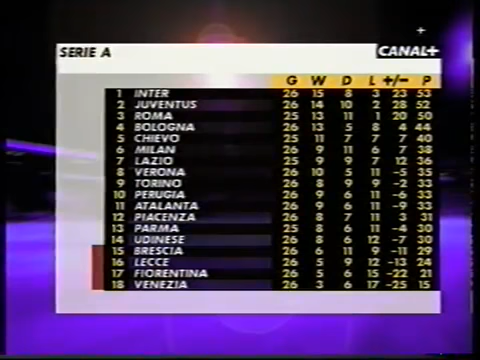 SERIE A CANAL+
G W D L +/- P
1 INTER 26 15 8 3 23 53
2 JUVENTUS 26 14 10 2 28 52
3 ROMA 25 13 11 1 20 50
4 BOLOGNA 26 13 5 8 4 44
5 CHIEVO 25 11 7 7 7 40
6 MILAN 26 9 11 6 7 38
7 LAZIO 25 9 9 7 12 36
8 VERONA 26 10 5 11 -5 35
9 TORINO 26 8 9 9 -2 33
10 PERUGIA 26 9 6 11 -6 33
11 ATALANTA 26 9 6 11 -9 33
12 PIACENZA 26 8 7 11 3 31
13 PARMA 25 8 6 11 -4 30
14 UDINESE 26 8 6 12 -7 30
15 BRESCIA 26 6 11 9 -11 29
16 LECCE 26 5 9 12 -13 24
17 FIORENTINA 26 5 6 15 -22 21
18 VENEZIA 26 3 6 17 -25 15